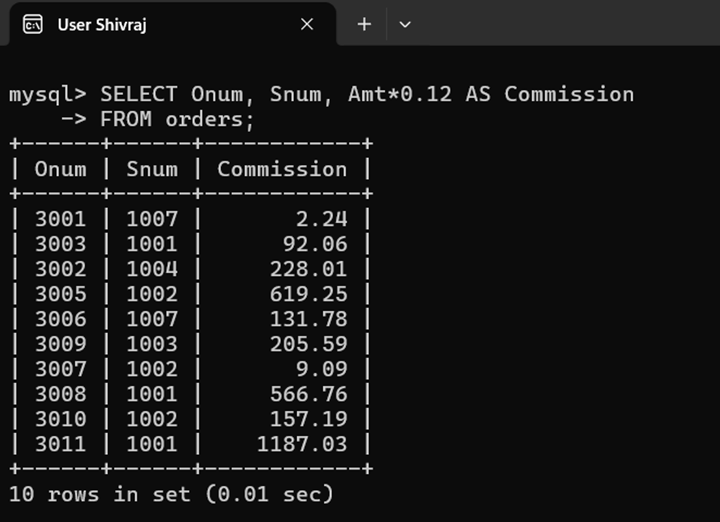 User Shivraj
mysql> SELECT Onum, Snum, Amt*0.12 AS Commission
    -> FROM orders;
+------+------+------------+
| Onum | Snum | Commission |
+------+------+------------+
| 3001 | 1007 |       2.24 |
| 3003 | 1001 |      92.06 |
| 3002 | 1004 |     228.01 |
| 3005 | 1002 |     619.25 |
| 3006 | 1007 |     131.78 |
| 3009 | 1003 |     205.59 |
| 3007 | 1002 |       9.09 |
| 3008 | 1001 |     566.76 |
| 3010 | 1002 |     157.19 |
| 3011 | 1001 |    1187.03 |
+------+------+------------+
10 rows in set (0.01 sec)